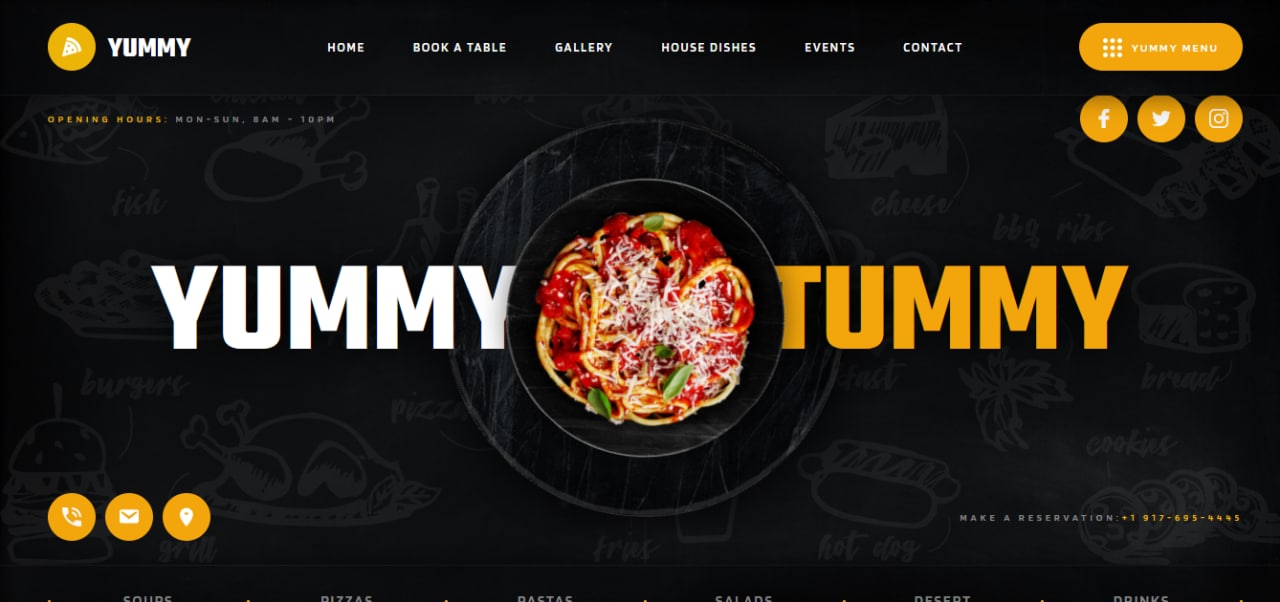 YUMMY
HOME BOOK A TABLE GALLERY HOUSE DISHES EVENTS CONTACT
YUMMY MENU
OPENING HOURS: MON-SUN, 8AM - 10PM
fish
cheese
bbq ribs
YUMMY TUMMY
burgers
bread
cookies
MAKE A RESERVATION:+1 917-695-4445
grill
fries
hot dog
SOUPS PIZZAS PASTAS SALADS DESERT DRINKS